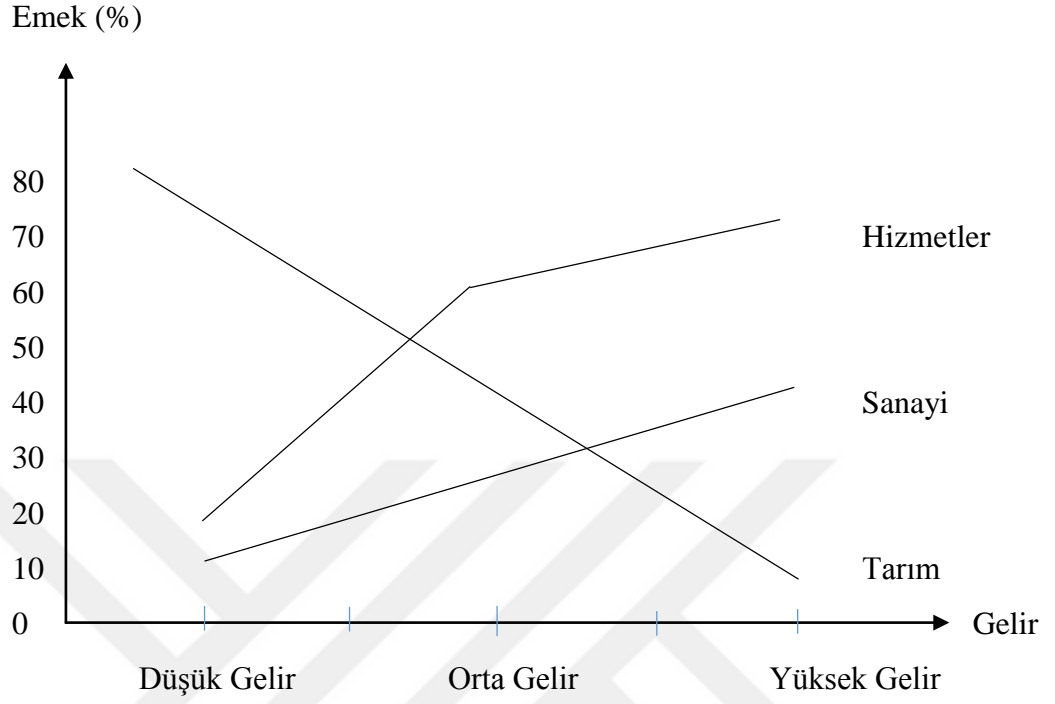 Emek (%)
80
70
Hizmetler
60
50
40
Sanayi
30
20
10
Tarım
0
Gelir
Düşük Gelir
Orta Gelir
Yüksek Gelir